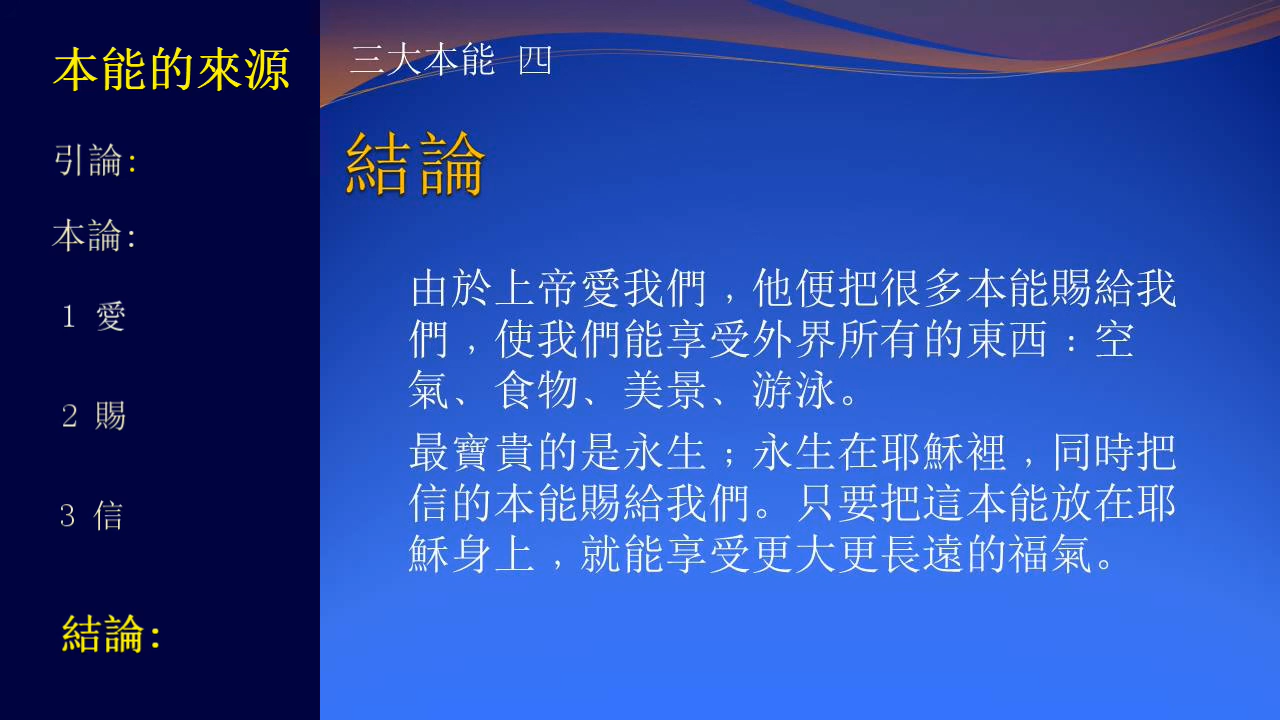 本能的來源
引論:
本論:
1 愛
2 賜
3 信
結論:
三大本能 四
結論
由於上帝愛我們，他便把很多本能賜給我
們，使我們能享受外界所有的東西：空
氣、食物、美景、游泳。
最寶貴的是永生；永生在耶穌裡，同時把
信的本能賜給我們。只要把這本能放在耶
穌身上，就能享受更大更長遠的福氣。